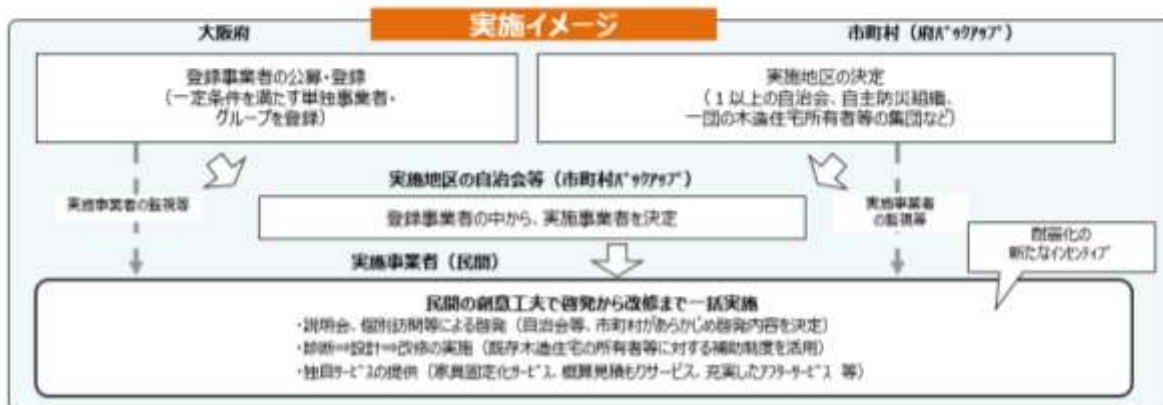 実施イメージ
大阪府
市町村（府ﾊﾞｯｸｱｯﾌﾟ）
登録事業者の公募・登録
（一定条件を満たす単独事業者・
グループを登録）
実施地区の決定
（１以上の自治会、自主防災組織、
一団の木造住宅所有者等の集団など）
実施地区の自治会等（市町村ﾊﾞｯｸｱｯﾌﾟ）
実施事業者の監視等
登録事業者の中から、実施事業者を決定
実施事業者
の監視等
耐震化の
新たなｲﾝｾﾝﾃｨﾌﾞ
実施事業者（民間）
民間の創意工夫で啓発から改修まで一括実施
・説明会、個別訪問等による啓発（自治会等、市町村があらかじめ啓発内容を決定）
・診断⇒設計⇒改修の実施（既存木造住宅の所有者等に対する補助制度を活用）
・独自ｻｰﾋﾞｽの提供（家具固定化ｻｰﾋﾞｽ、概算見積もりｻｰﾋﾞｽ、充実したｱﾌﾀｰｻｰﾋﾞｽ 等）